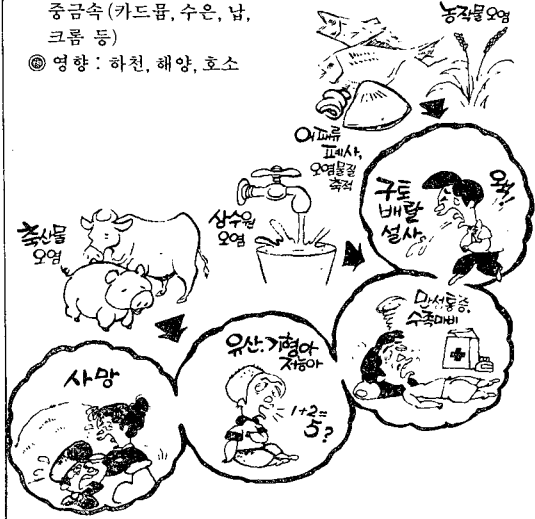 중금속(카드뮴, 수은, 납,
크롬 등)
◎ 영향 : 하천, 해양, 호소
농작물오염
어패류
폐사,
오염물질
축적
구토
배탈
설사
욱!
상수원
오염
축산물
오염
만성통증,
수족마비
유산.기형아
저능아
1+2=
5?
사망